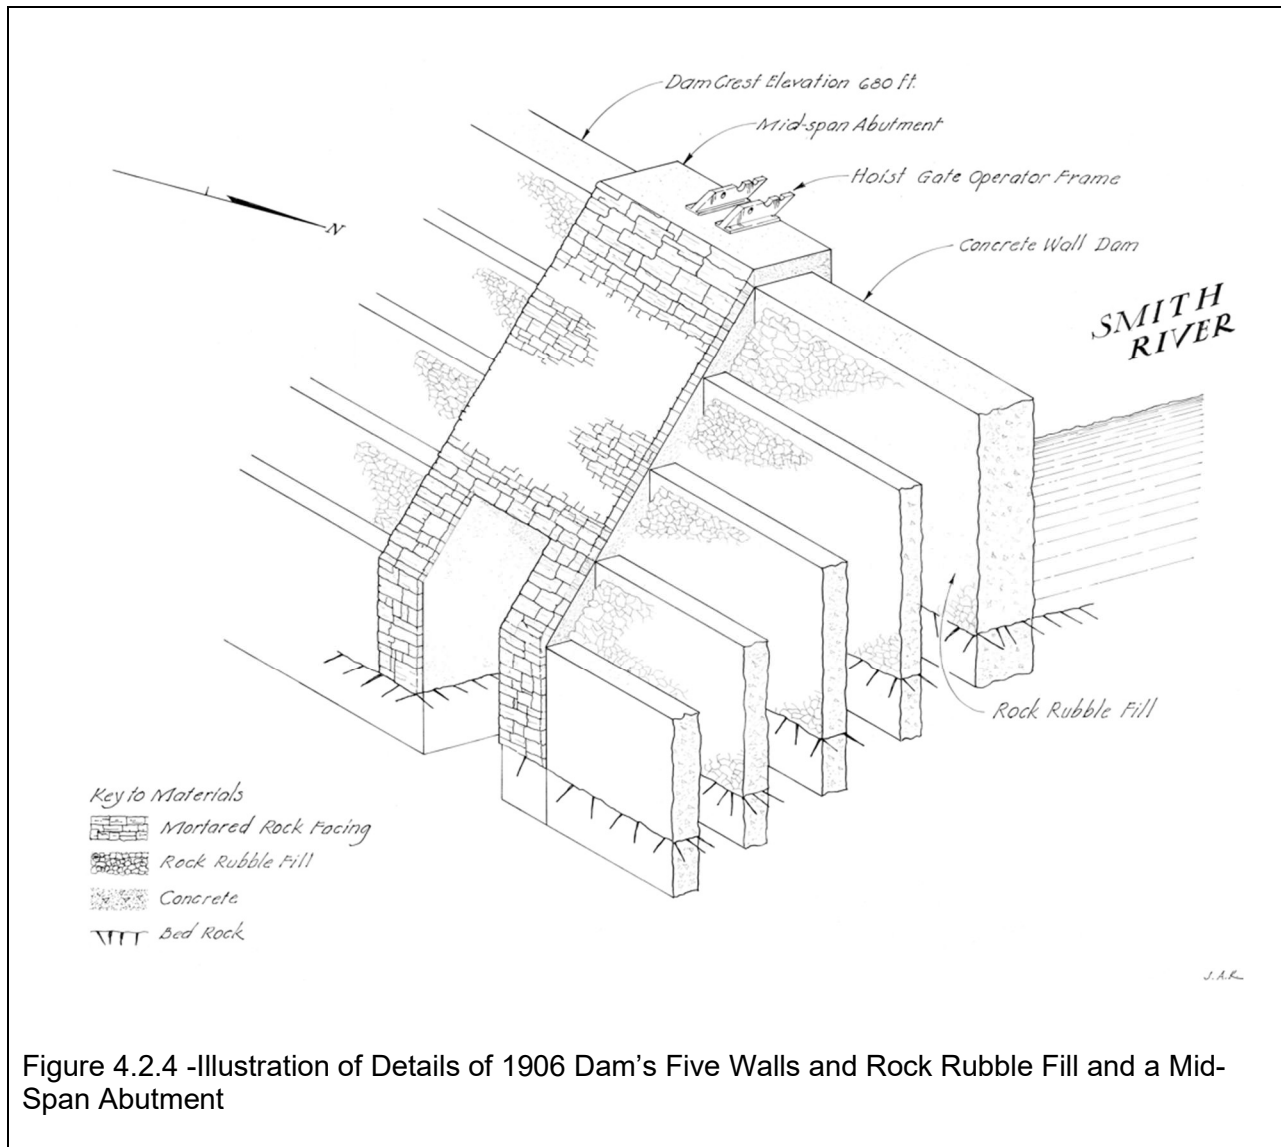 Dam Crest Elevation 680 ft.
Mid-span Abutment
Hoist Gate Operator Frame
Concrete Wall Dam
N
SMITH
RIVER
Rock Rubble Fill
Key to Materials
Mortared Rock Facing
Rock Rubble Fill
Concrete
Bed Rock
J.A.R.
Figure 4.2.4 -Illustration of Details of 1906 Dam’s Five Walls and Rock Rubble Fill and a Mid-
Span Abutment